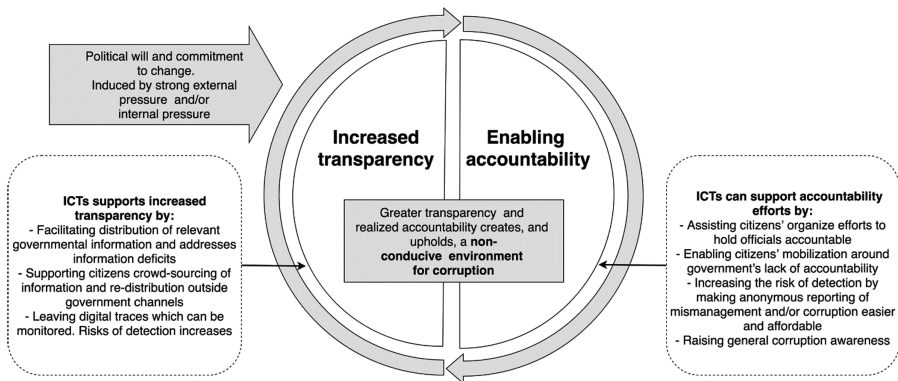 Political will and commitment
to change.
Induced by strong external
pressure and/or
internal pressure
Increased
transparency
Enabling
accountability
Greater transparency and
realized accountability creates, and
upholds, a non-
conducive environment
for corruption
ICTs supports increased
transparency by:
- Facilitating distribution of relevant
governmental information and addresses
information deficits
- Supporting citizens crowd-sourcing of
information and re-distribution outside
government channels
- Leaving digital traces which can be
monitored. Risks of detection increases
ICTs can support accountability
efforts by:
- Assisting citizens’ organize efforts to
hold officials accountable
- Enabling citizens’ mobilization around
government’s lack of accountability
- Increasing the risk of detection by
making anonymous reporting of
mismanagement and/or corruption easier
and affordable
- Raising general corruption awareness